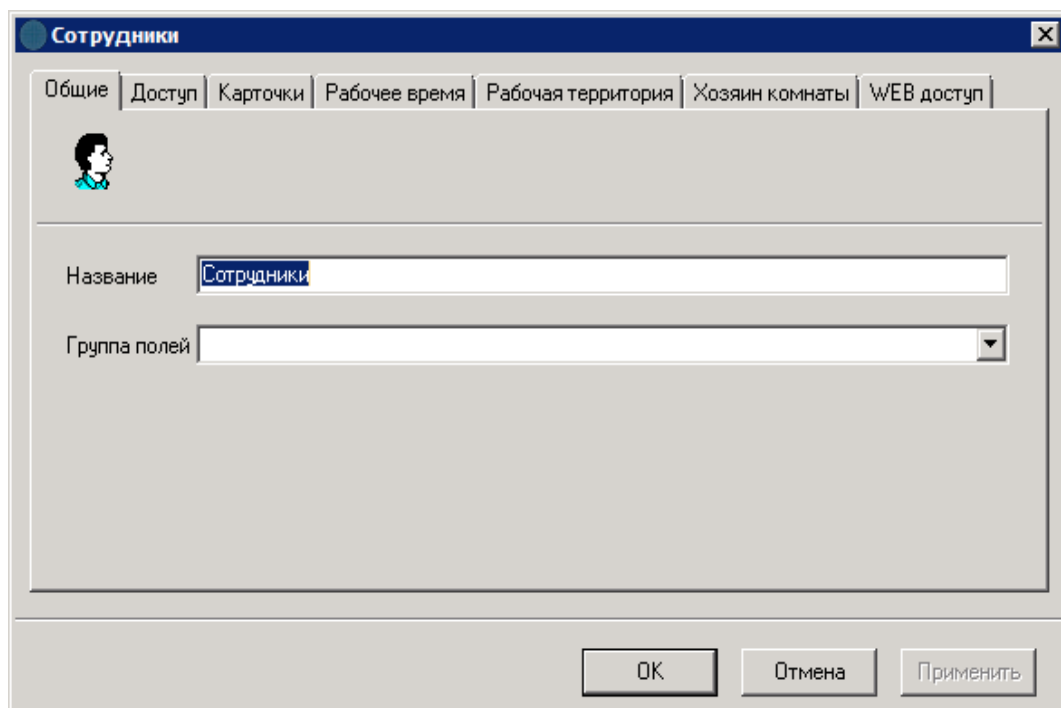 Сотрудники
Общие Доступ Карточки Рабочее время Рабочая территория Хозяин комнаты WEB доступ
Название Сотрудники
Группа полей
OK Отмена Применить